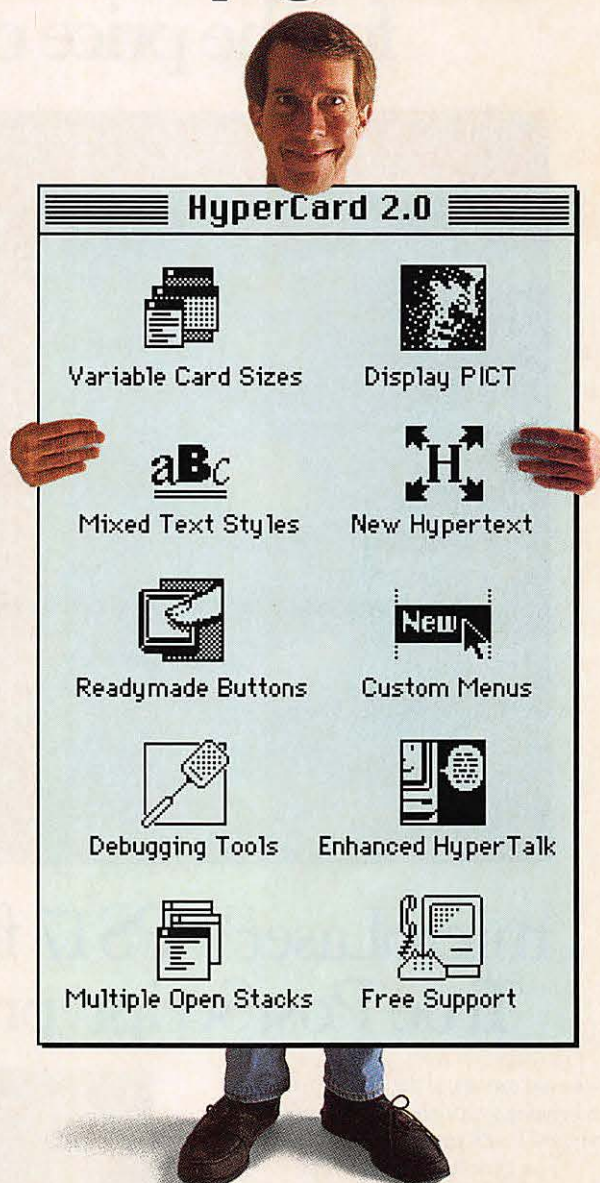 HyperCard 2.0
Variable Card Sizes
Display PICT
aBc
H
Mixed Text Styles
New Hypertext
New
Readymade Buttons
Custom Menus
Debugging Tools
Enhanced HyperTalk
Multiple Open Stacks
Free Support